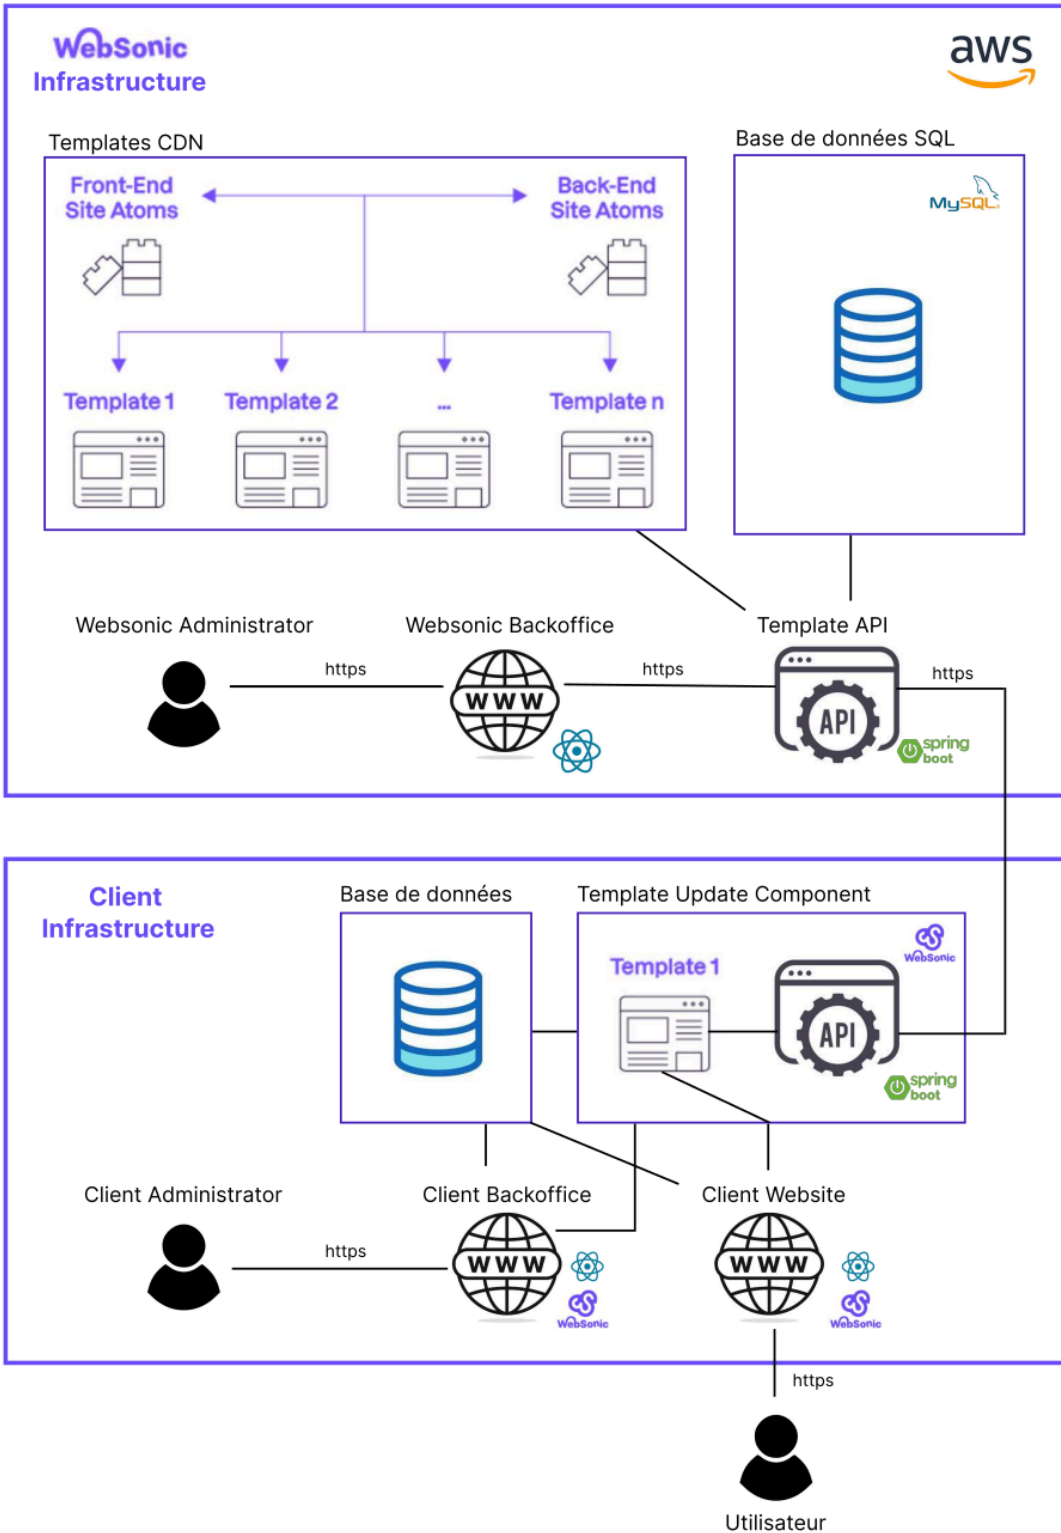 WebSonic
Infrastructure
aws
Templates CDN
Base de données SQL
Front-End
Site Atoms
Back-End
Site Atoms
MySQL
Template 1
Template 2
...
Template n
Websonic Administrator
Websonic Backoffice
Template API
https
https
https
WWW
API
spring
boot
Client
Infrastructure
Base de données
Template Update Component
WebSonic
Template 1
API
spring
boot
Client Administrator
Client Backoffice
Client Website
https
WWW
WWW
WebSonic
WebSonic
https
Utilisateur